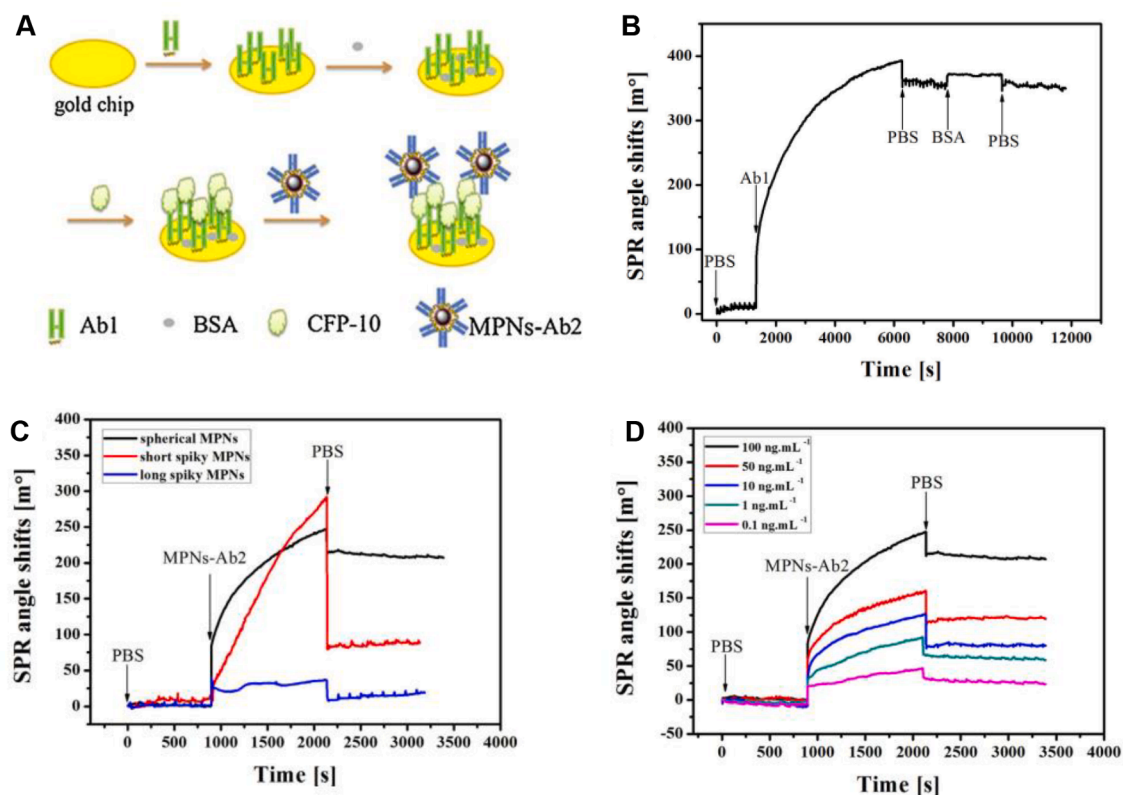 A
Ab1
gold chip
Ab1
BSA
CFP-10
MPNs-Ab2
B
SPR angle shifts [m°]
400
300
200
100
0
PBS
Ab1
PBS
BSA
PBS
0
2000
4000
6000
8000
10000
12000
Time [s]
C
SPR angle shifts [m°]
400
350
300
250
200
150
100
50
0
spherical MPNs
short spiky MPNs
long spiky MPNs
PBS
MPNs-Ab2
PBS
0
500
1000
1500
2000
2500
3000
3500
4000
Time [s]
D
SPR angle shifts [m°]
400
350
300
250
200
150
100
50
0
-50
100 ng.mL⁻¹
50 ng.mL⁻¹
10 ng.mL⁻¹
1 ng.mL⁻¹
0.1 ng.mL⁻¹
PBS
MPNs-Ab2
PBS
0
500
1000
1500
2000
2500
3000
3500
4000
Time [s]